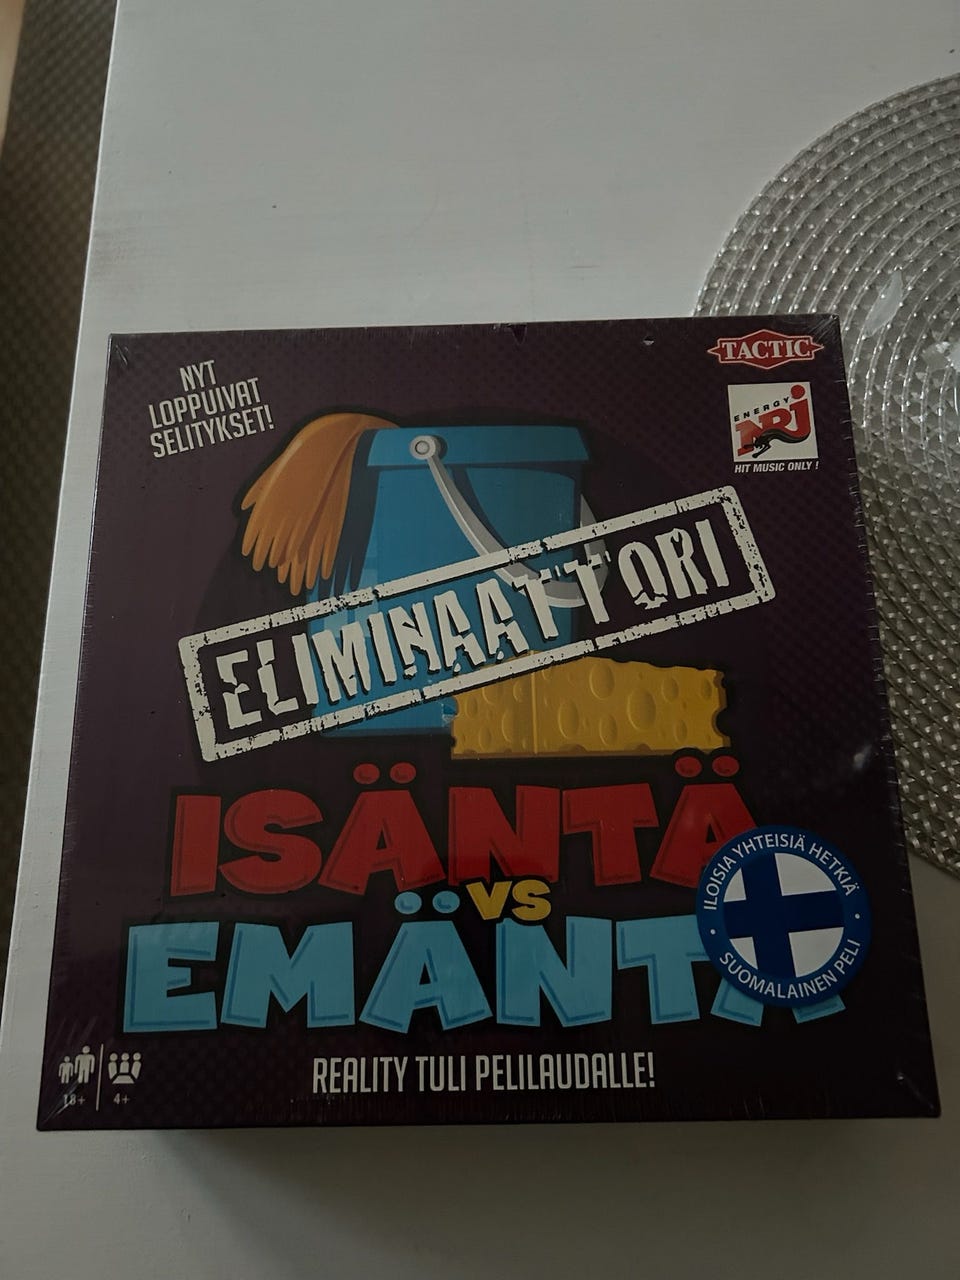 NYT
LOPPUIVAT
SELITYKSET!
TACTIC
ENERGY
NRJ
HIT MUSIC ONLY !
ELIMINAATTORI
ISÄNTÄ
VS
EMÄNTÄ
ILOISIA YHTEISIÄ HETKIÄ
• SUOMALAINEN PELI •
REALITY TULI PELILAUDALLE!
18+
4+